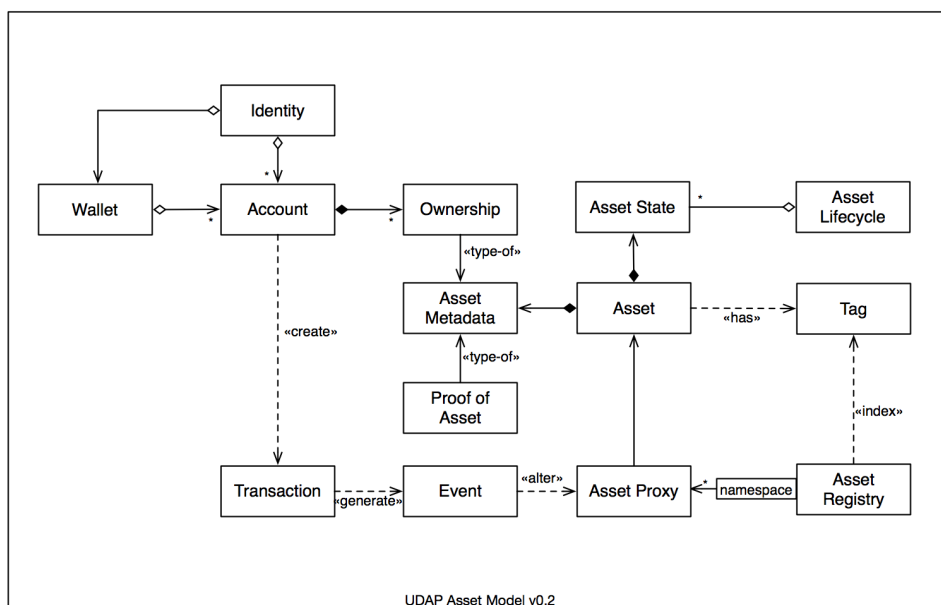 Identity
*
Wallet
*
Account
*
Ownership
Asset State
*
Asset
Lifecycle
«type-of»
Asset
Metadata
Asset
«has»
Tag
«create»
«type-of»
Proof of
Asset
«index»
Transaction
«generate»
Event
«alter»
Asset Proxy
*
namespace
Asset
Registry
UDAP Asset Model v0.2